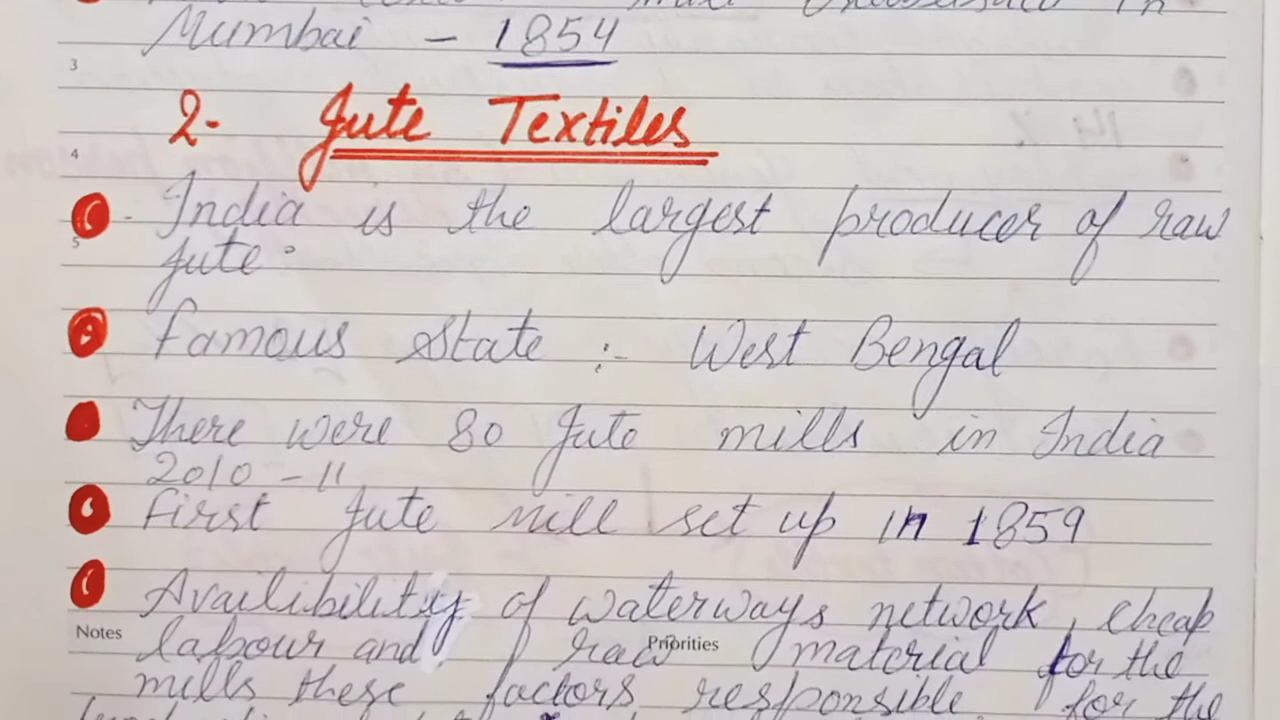 in
Mumbai - 1854
3
2- Jute Textiles
4
- India is the largest producer of raw
5
jute.
Famous State :- West Bengal
There were 80 Jute mills in India
2010-11
First Jute mill set up in 1859
Availibility of waterways network, cheap
Notes
labour and raw material for the
Priorities
mills these factors responsible for the